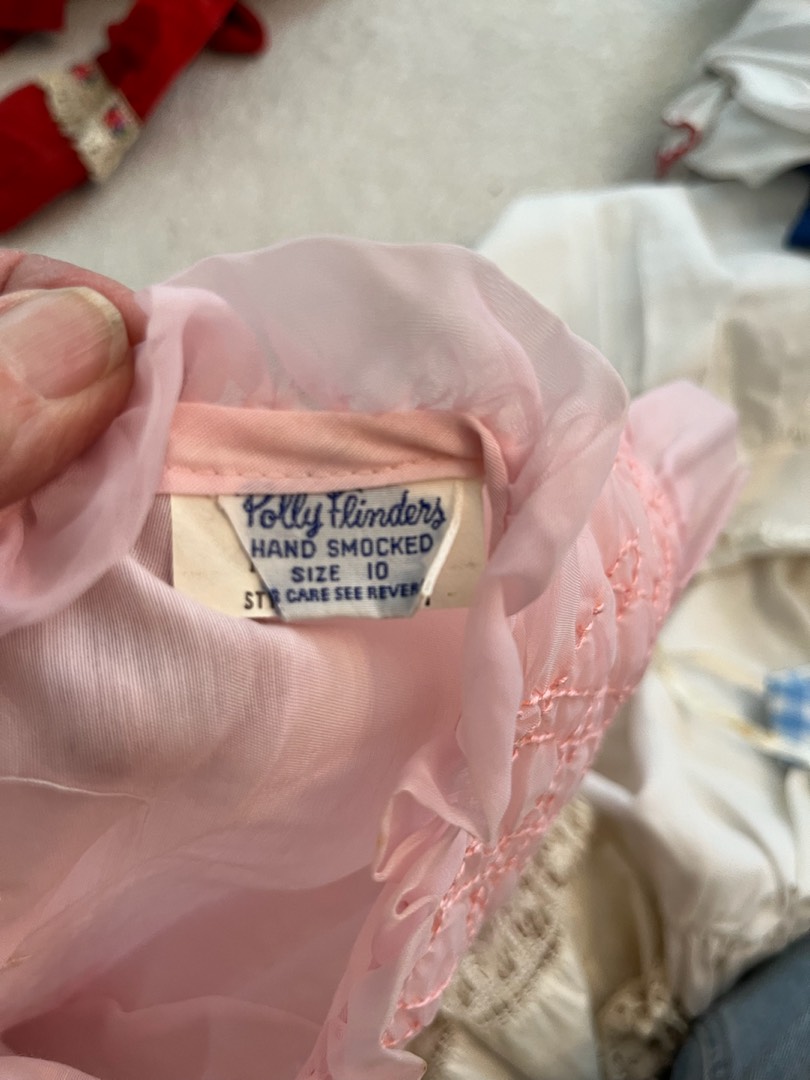 Polly Flinders
HAND SMOCKED
SIZE 10
CARE SEE